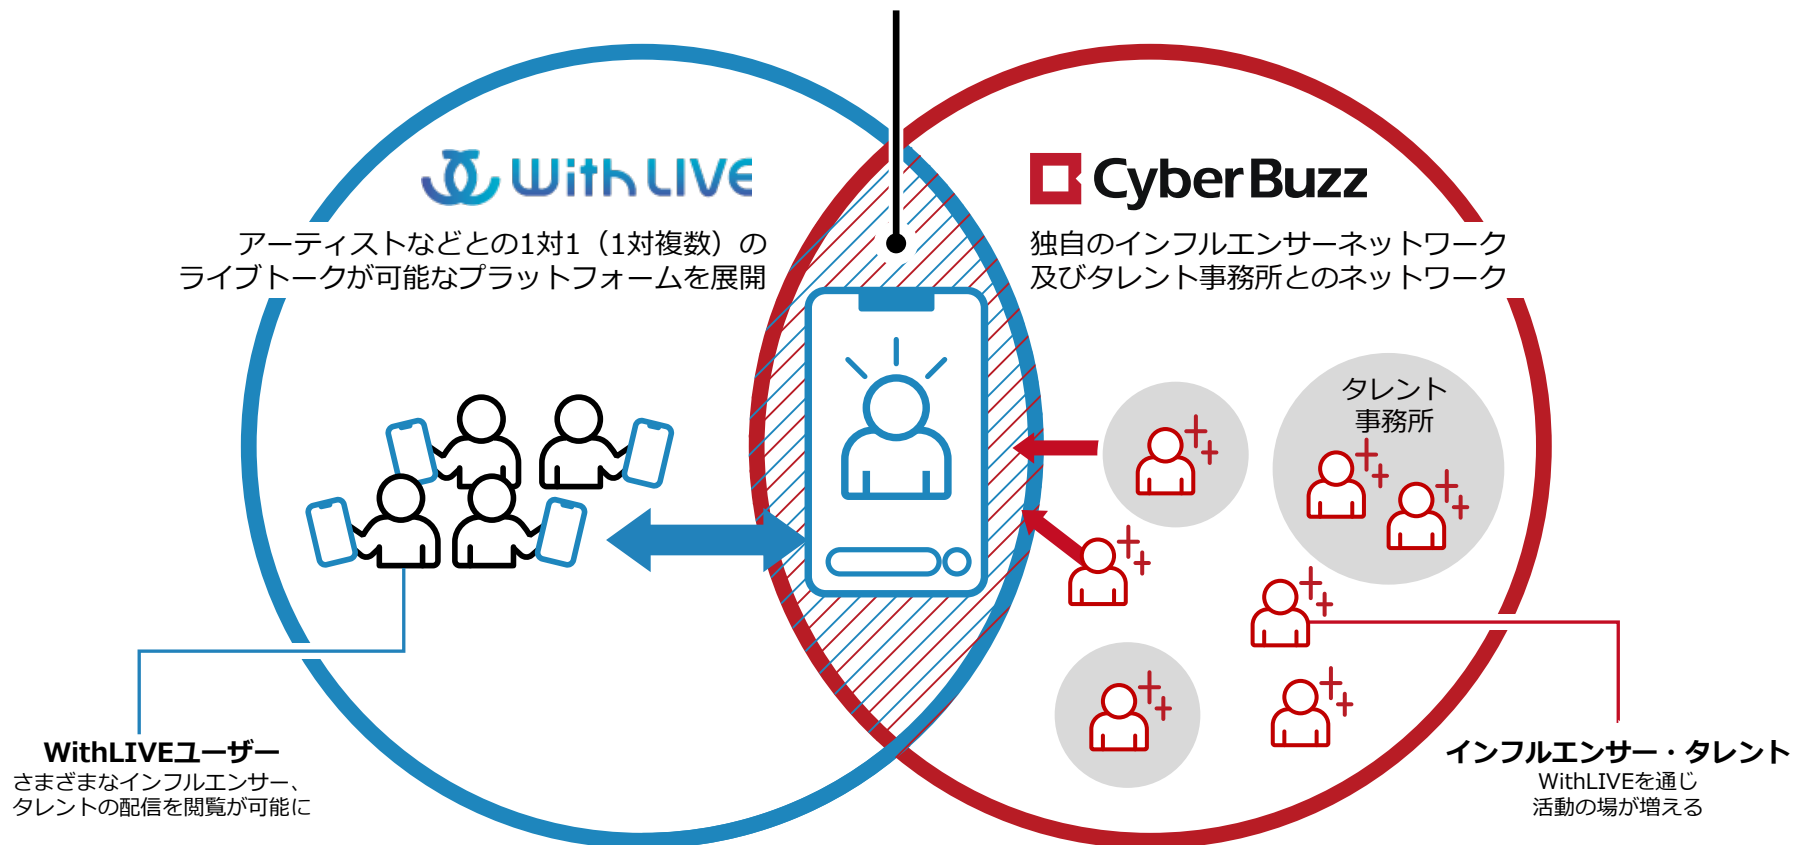 With LIVE
アーティストなどとの1対1（1対複数）の
ライブトークが可能なプラットフォームを展開
CyberBuzz
独自のインフルエンサーネットワーク
及びタレント事務所とのネットワーク
タレント
事務所
WithLIVEユーザー
さまざまなインフルエンサー、
タレントの配信を閲覧が可能に
インフルエンサー・タレント
WithLIVEを通じ
活動の場が増える